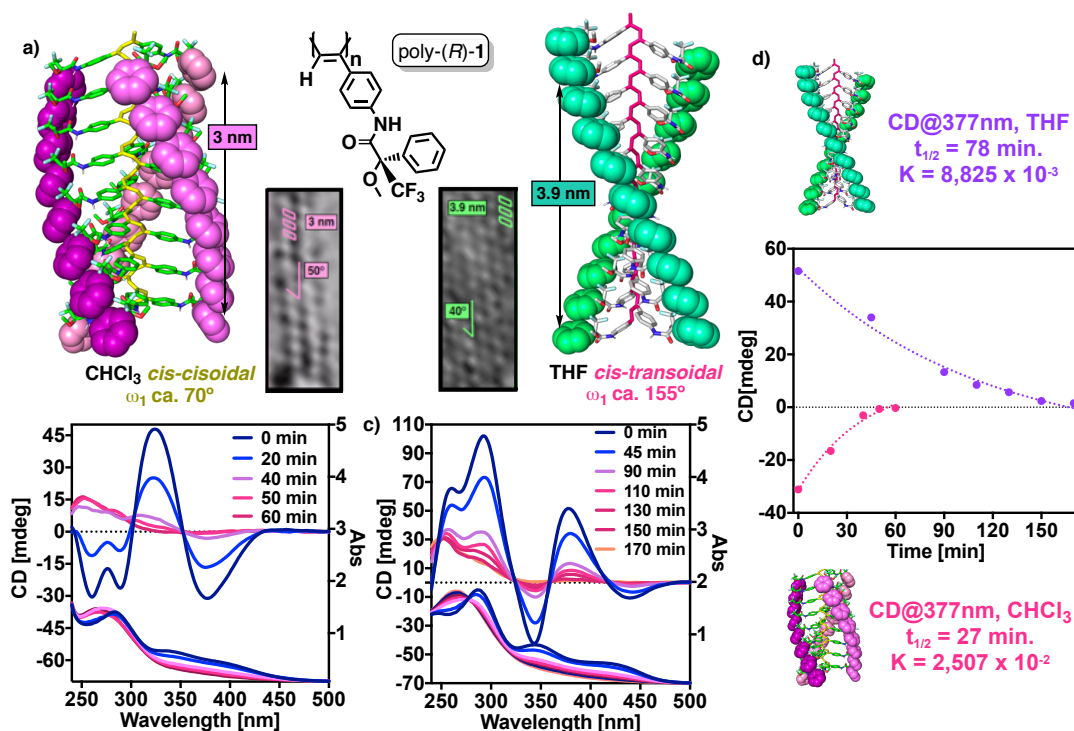 a)
3 nm
CHCl3 cis-cisoidal
ω1 ca. 70º
( )n
H
poly-(R)-1
NH
O
O
CF3
3 nm
50º
3.9 nm
40º
3.9 nm
THF cis-transoidal
ω1 ca. 155º
d)
CD@377nm, THF
t1/2 = 78 min.
K = 8,825 x 10-3
CD [mdeg]
45
30
15
0
-15
-30
-45
-60
0 min
20 min
40 min
50 min
60 min
5
4
3
2
1
Abs
250 300 350 400 450 500
Wavelength [nm]
c)
CD [mdeg]
110
90
70
50
30
10
-10
-30
-50
-70
0 min
45 min
90 min
110 min
130 min
150 min
170 min
5
4
3
2
1
Abs
250 300 350 400 450 500
Wavelength [nm]
CD[mdeg]
60
40
20
0
-20
-40
0 30 60 90 120 150
Time [min]
CD@377nm, CHCl3
t1/2 = 27 min.
K = 2,507 x 10-2